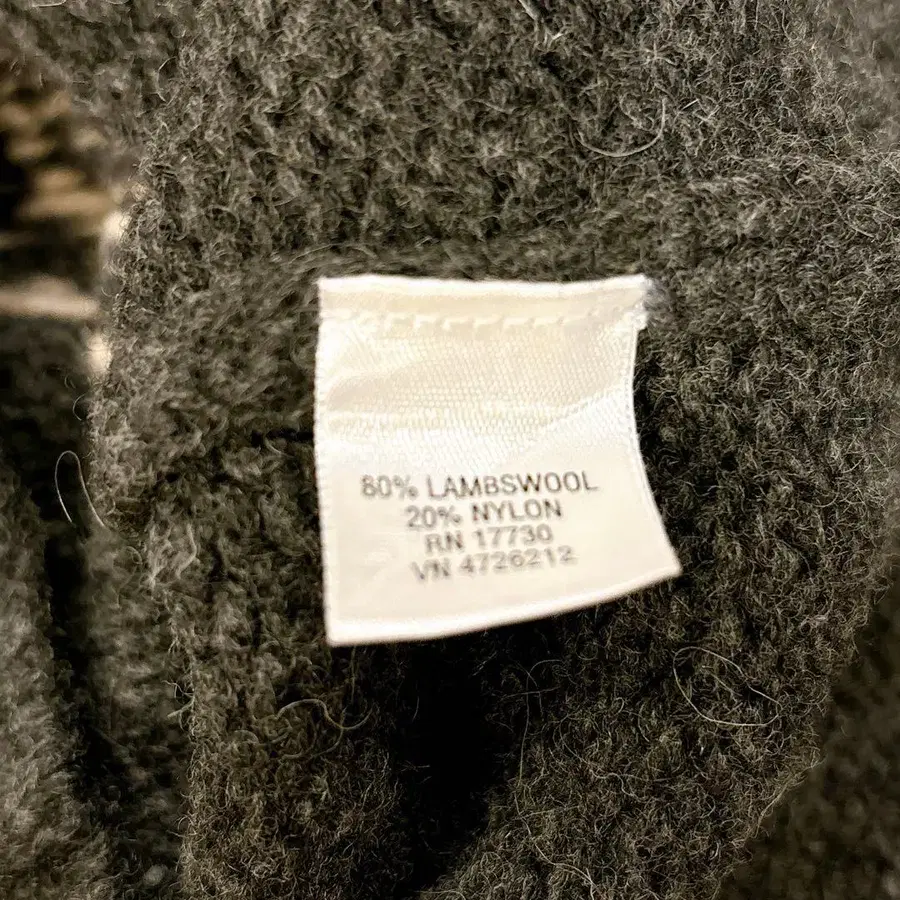 80% LAMBSWOOL
20% NYLON
RN 17730
VN 4726212